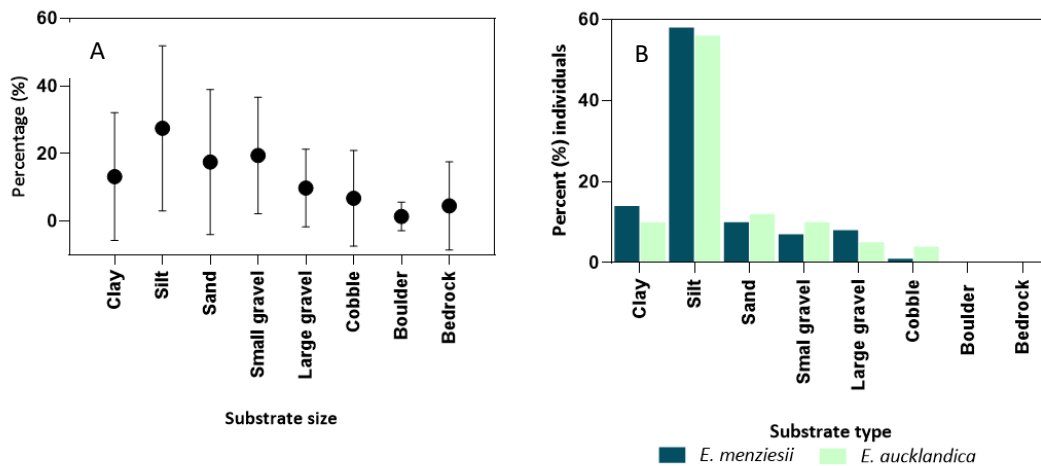 A
60
40
20
0
Percentage (%)
Clay
Silt
Sand
Small gravel
Large gravel
Cobble
Boulder
Bedrock
Substrate size
B
60
40
20
0
Percent (%) individuals
Clay
Silt
Sand
Smal gravel
Large gravel
Cobble
Boulder
Bedrock
Substrate type
E. menziesii E. aucklandica